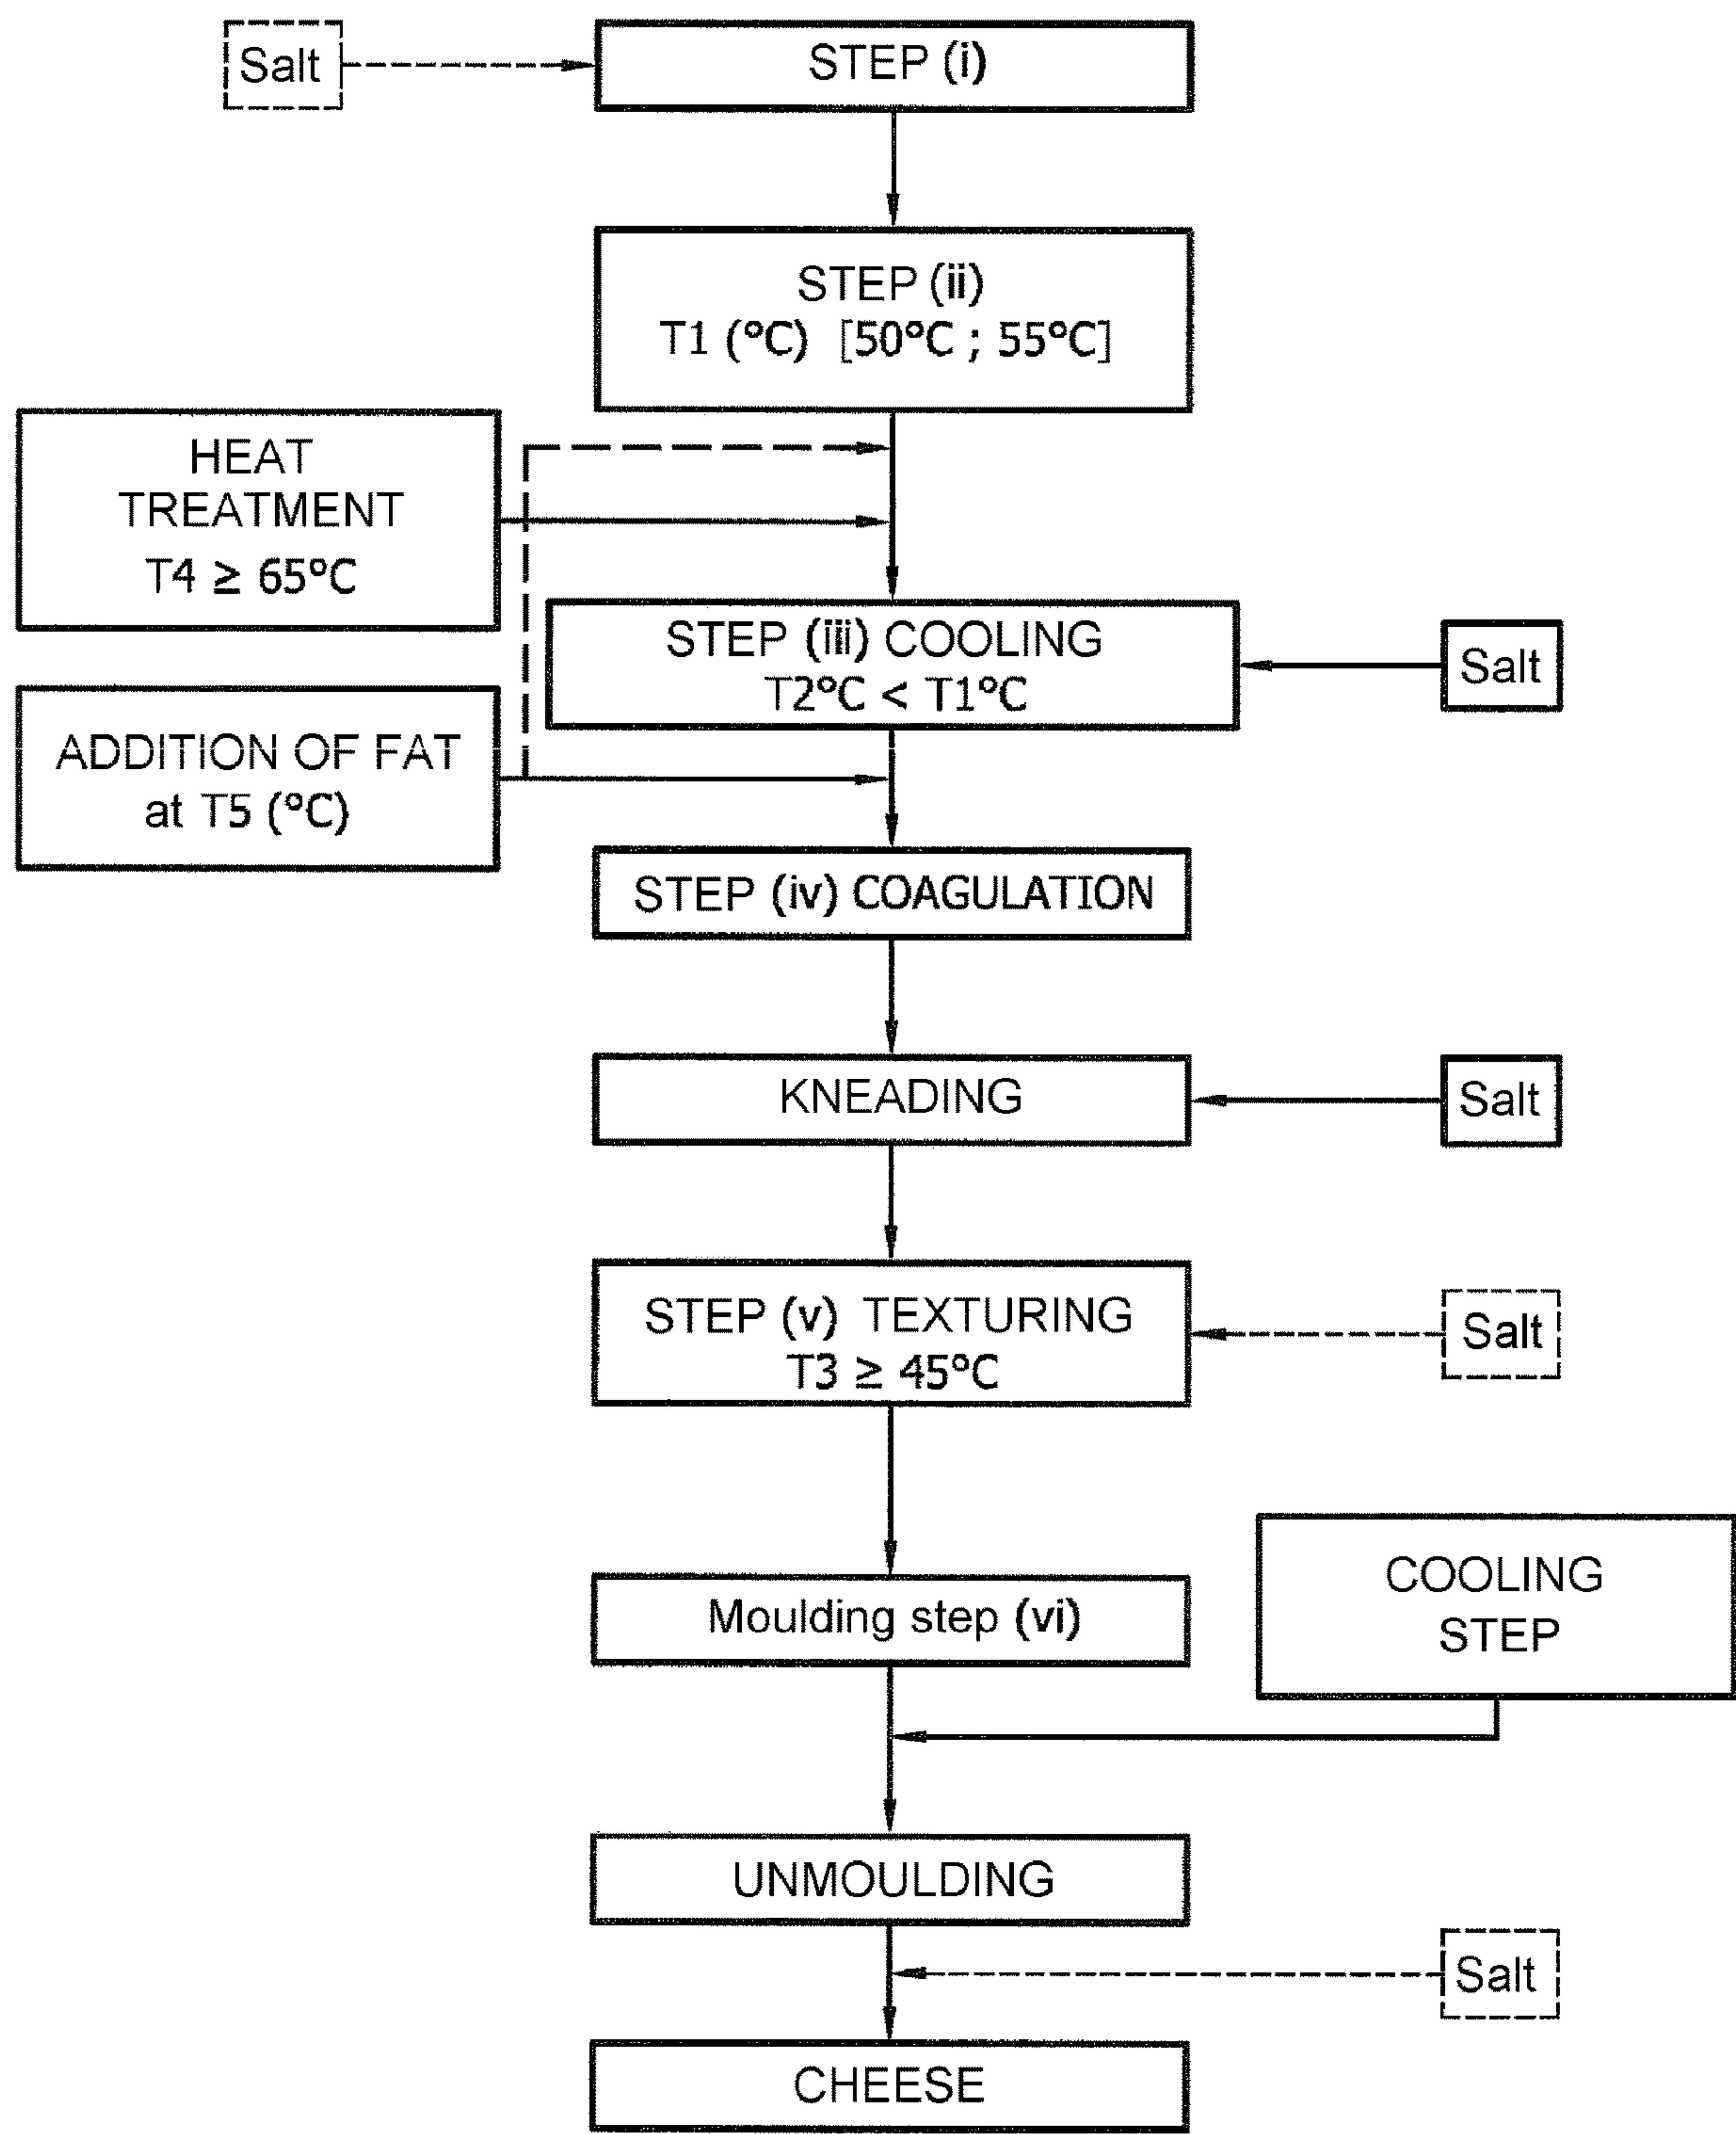 Salt
STEP (i)
STEP (ii)
T1 (°C) [50°C ; 55°C]
HEAT
TREATMENT
T4 ≥ 65°C
STEP (iii) COOLING
T2°C < T1°C
Salt
ADDITION OF FAT
at T5 (°C)
STEP (iv) COAGULATION
KNEADING
Salt
STEP (v) TEXTURING
T3 ≥ 45°C
Salt
Moulding step (vi)
COOLING
STEP
UNMOULDING
Salt
CHEESE